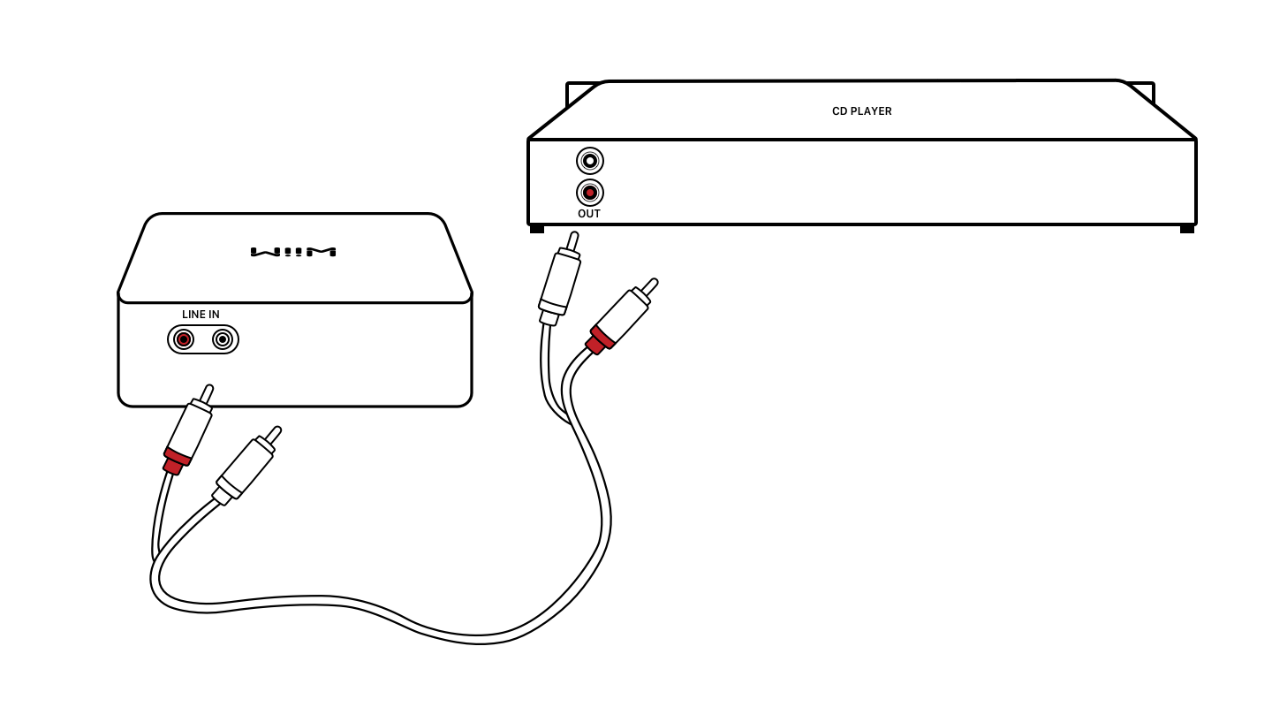 CD PLAYER
OUT
WiiM
LINE IN